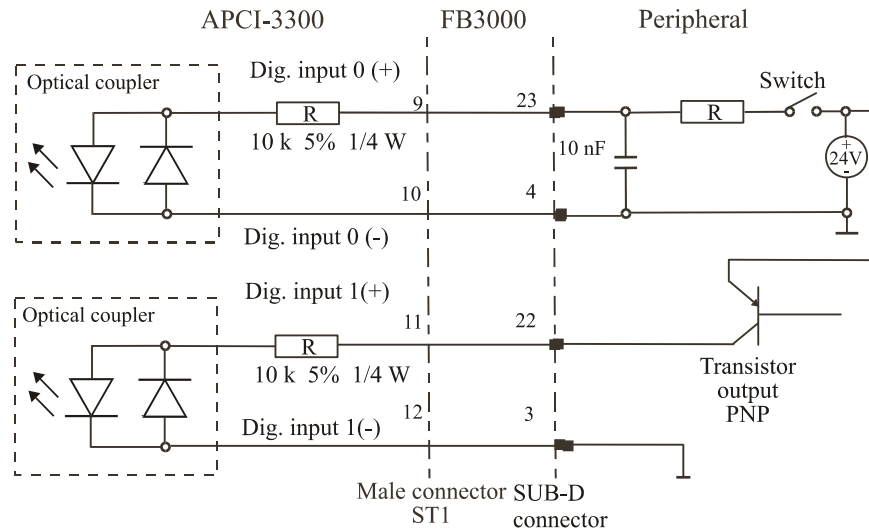 APCI-3300 FB3000 Peripheral
Optical coupler
Dig. input 0 (+)
9
23
Switch
R
10 k 5% 1/4 W
R
10 nF
+
24V
-
10
4
Dig. input 0 (-)
Dig. input 1(+)
Optical coupler
11
22
R
10 k 5% 1/4 W
Transistor
output
PNP
12
3
Dig. input 1(-)
Male connector
ST1
SUB-D
connector